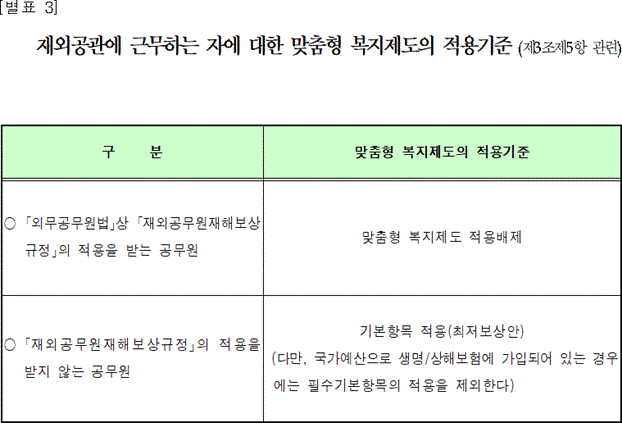 [별표 3]
재외공관에 근무하는 자에 대한 맞춤형 복지제도의 적용기준 (제3조제5항 관련)
구 분
맞춤형 복지제도의 적용기준
○ 「외무공무원법」상 「재외공무원재해보상
규정」의 적용을 받는 공무원
맞춤형 복지제도 적용배제
○ 「재외공무원재해보상규정」의 적용을
받지 않는 공무원
기본항목 적용(최저보상안)
(다만, 국가예산으로 생명/상해보험에 가입되어 있는 경우
에는 필수기본항목의 적용을 제외한다)